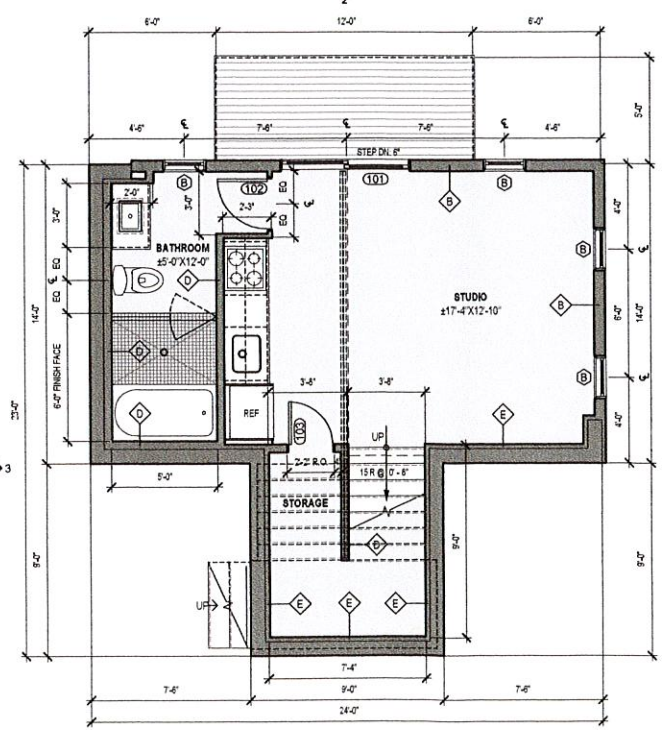 2
6'-0" 12'-0" 6'-0"
5'-0"
4'-6" ℄ 7'-6" ℄ 7'-6" ℄ 4'-6"
STEP DN. 6"
B 102 EQ 101 B B
2'-0" 3'-0" 2'-3" EQ ℄
3'-0" 4'-0"
BATHROOM
±5'-0"X12'-0"
B ℄
EQ D
℄ EQ
STUDIO
±17'-4"X12'-10"
B
14'-0" 6'-0" 14'-0"
6'-0" FINISH FACE
D
B ℄
3'-6" 3'-8"
23'-0" D REF 103 UP E 4'-0"
3
2'-2" R.O.
5'-0"
STORAGE
9'-0" D 9'-0" 9'-0"
UP E E E
7'-4"
7'-6" 9'-0" 7'-6"
24'-0"